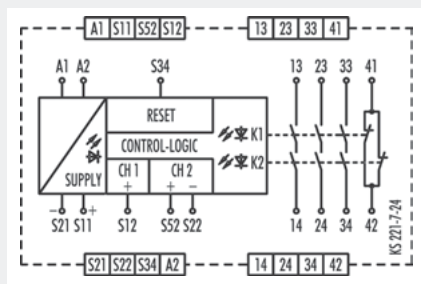 A1 S11 S52 S12 13 23 33 41
A1 A2 S34 13 23 33 41
RESET
CONTROL-LOGIC
K1
K2
CH 1 CH 2
+ + −
SUPPLY
− S21 S11 + S12 S52 S22 14 24 34 42
KS 221-7-24
S21 S22 S34 A2 14 24 34 42